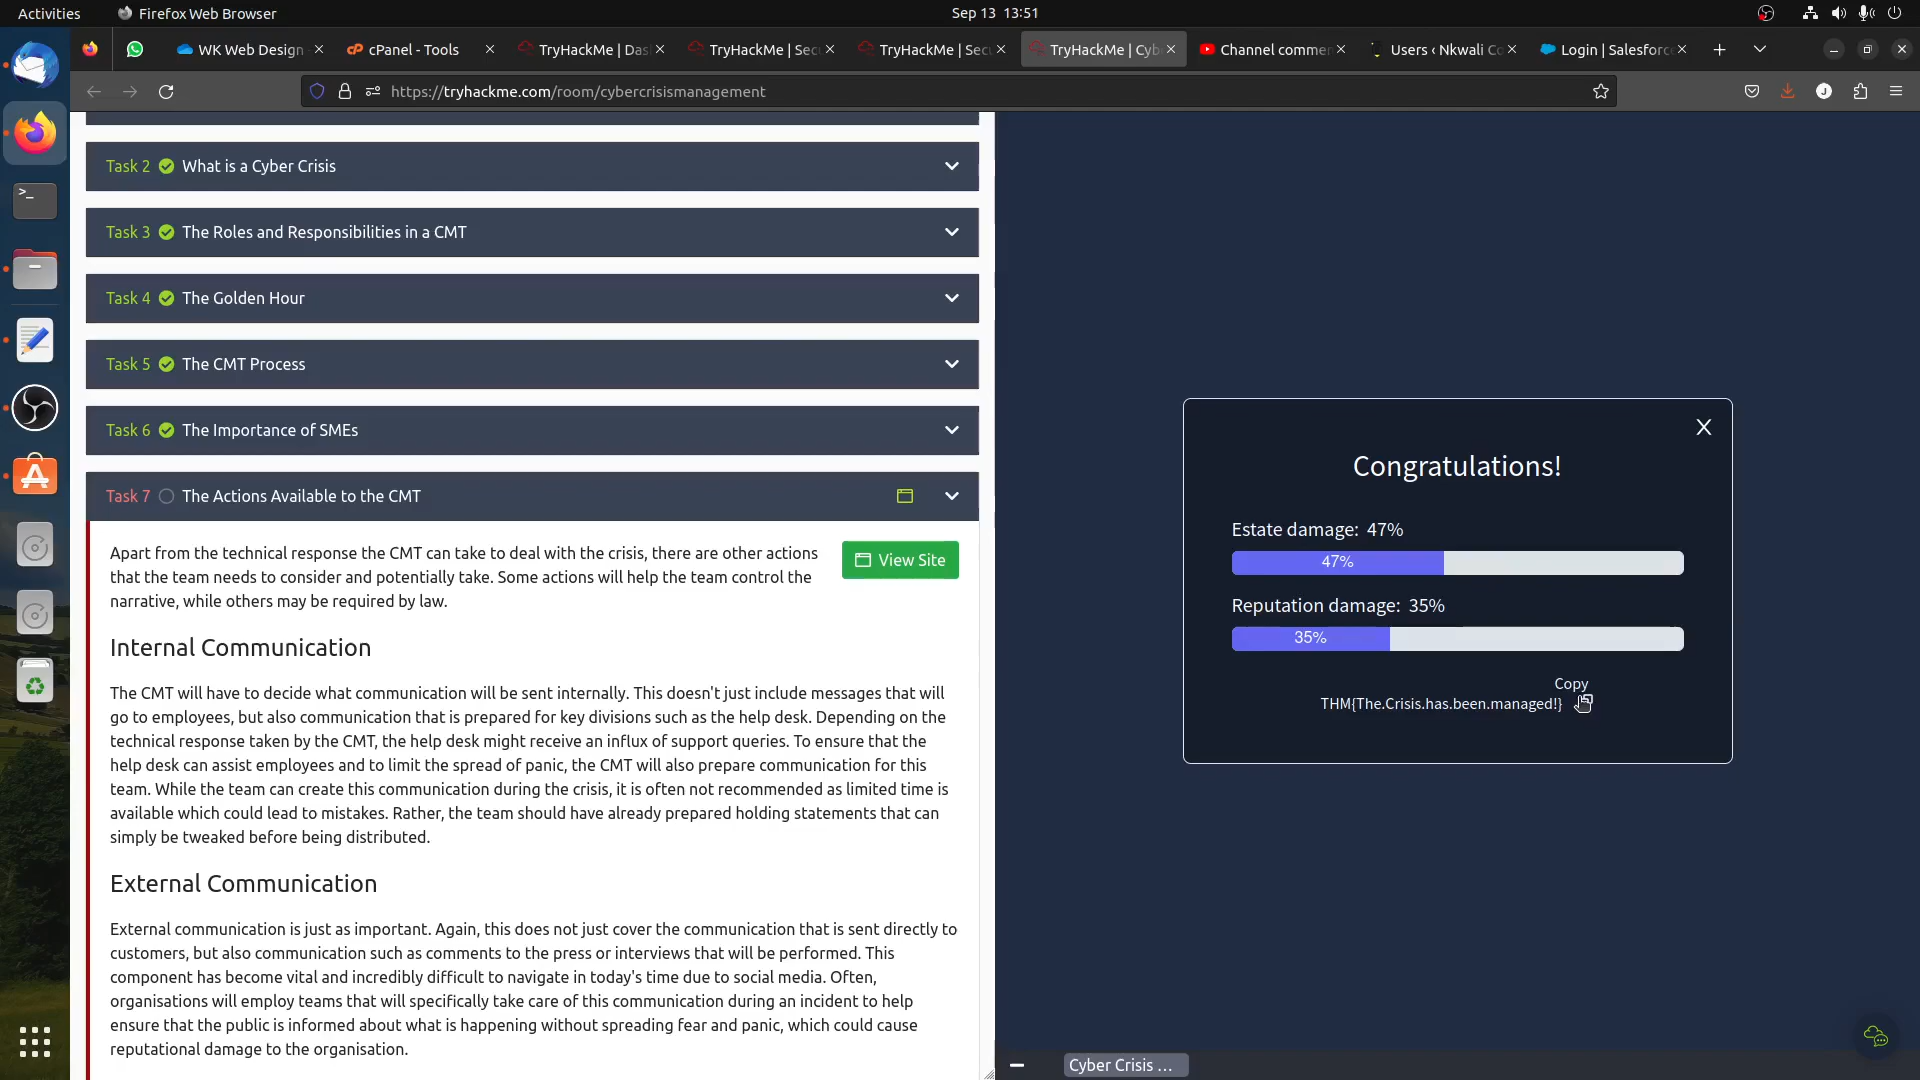 Activities
Firefox Web Browser
Sep 13 13:51
WK Web Design
cPanel - Tools
TryHackMe | Das
TryHackMe | Sec
TryHackMe | Sec
TryHackMe | Cyb
Channel commen
Users ‹ Nkwali Co
Login | Salesforce
https://tryhackme.com/room/cybercrisismanagement
J
Task 2 What is a Cyber Crisis
Task 3 The Roles and Responsibilities in a CMT
Task 4 The Golden Hour
Task 5 The CMT Process
Task 6 The Importance of SMEs
Task 7 The Actions Available to the CMT
View Site
Apart from the technical response the CMT can take to deal with the crisis, there are other actions
that the team needs to consider and potentially take. Some actions will help the team control the
narrative, while others may be required by law.
Internal Communication
The CMT will have to decide what communication will be sent internally. This doesn't just include messages that will
go to employees, but also communication that is prepared for key divisions such as the help desk. Depending on the
technical response taken by the CMT, the help desk might receive an influx of support queries. To ensure that the
help desk can assist employees and to limit the spread of panic, the CMT will also prepare communication for this
team. While the team can create this communication during the crisis, it is often not recommended as limited time is
available which could lead to mistakes. Rather, the team should have already prepared holding statements that can
simply be tweaked before being distributed.
External Communication
External communication is just as important. Again, this does not just cover the communication that is sent directly to
customers, but also communication such as comments to the press or interviews that will be performed. This
component has become vital and incredibly difficult to navigate in today's time due to social media. Often,
organisations will employ teams that will specifically take care of this communication during an incident to help
ensure that the public is informed about what is happening without spreading fear and panic, which could cause
reputational damage to the organisation.
X
Congratulations!
Estate damage: 47%
47%
Reputation damage: 35%
35%
Copy
THM{The.Crisis.has.been.managed!}
Cyber Crisis ...